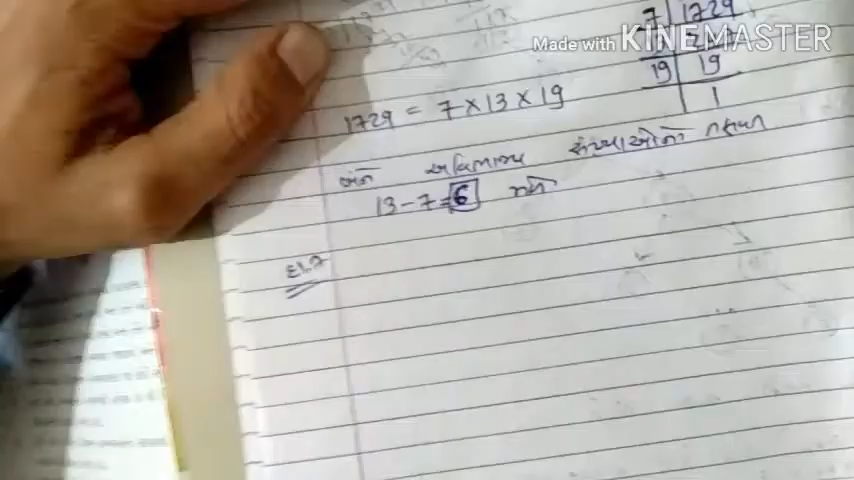 7 | 1729
Made with KINEMASTER
19 | 19
1
1729 = 7 × 13 × 19
બંને અવિભાજ્ય સંખ્યાઓનો તફાવત
13 - 7 = 6 મળે
દા.ત